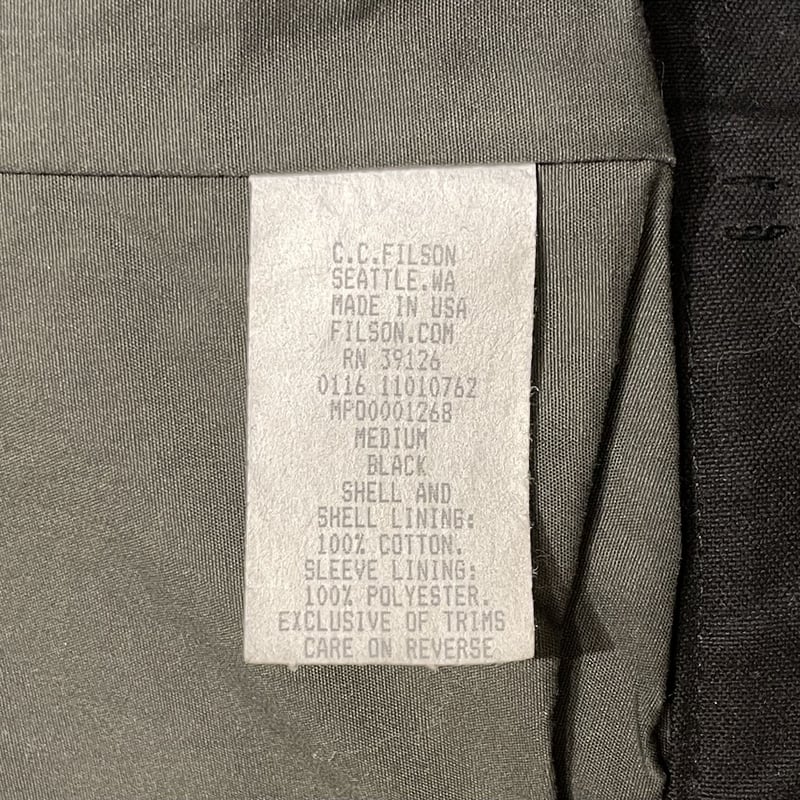 C.C.FILSON
SEATTLE.WA
MADE IN USA
FILSON.COM
RN 39126
0116 11010762
MPD0001268
MEDIUM
BLACK
SHELL AND
SHELL LINING:
100% COTTON.
SLEEVE LINING:
100% POLYESTER.
EXCLUSIVE OF TRIMS
CARE ON REVERSE